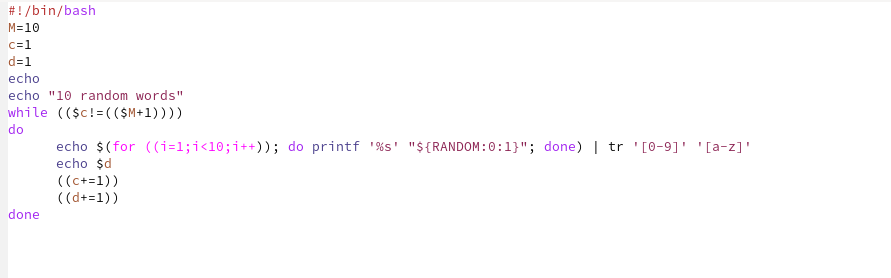 #!/bin/bash
M=10
c=1
d=1
echo
echo "10 random words"
while (($c!=(($M+1))))
do
      echo $(for ((i=1;i<10;i++)); do printf '%s' "${RANDOM:0:1}"; done) | tr '[0-9]' '[a-z]'
      echo $d
      ((c+=1))
      ((d+=1))
done